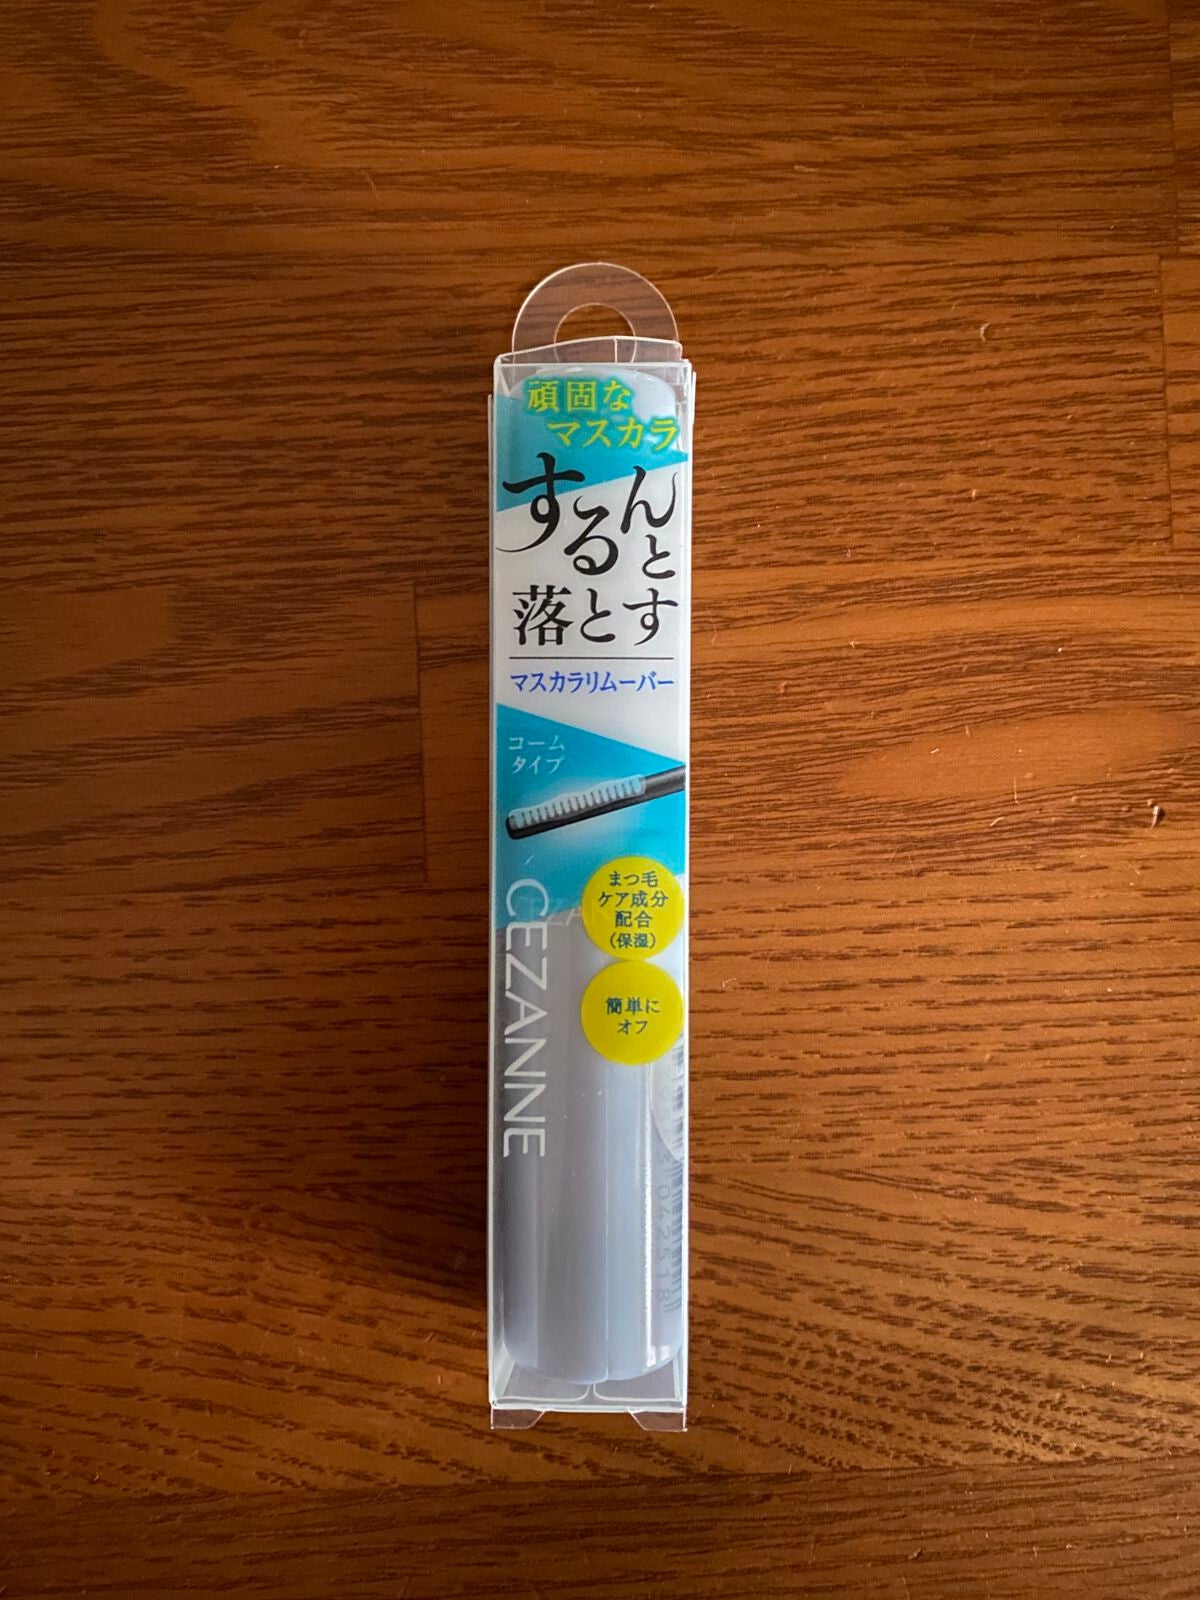 頑固な
マスカラ
するんと
落とす
マスカラリムーバー
コーム
タイプ
まつ毛
ケア成分
配合
(保湿)
簡単に
オフ
CEZANNE